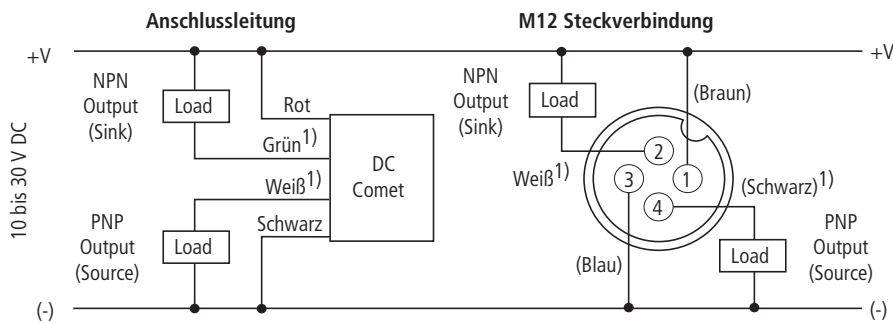 Anschlussleitung
M12 Steckverbindung
+V
+V
10 bis 30 V DC
NPN
Output
(Sink)
Load
Rot
Grün1)
Weiß1)
Schwarz
DC
Comet
PNP
Output
(Source)
Load
(-)
NPN
Output
(Sink)
Load
(Braun)
Weiß1)
2
3
1
4
(Schwarz)1)
(Blau)
Load
PNP
Output
(Source)
(-)